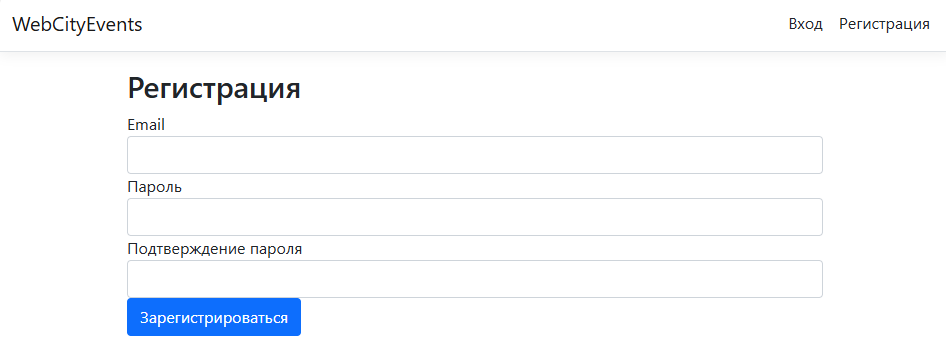 WebCityEvents Вход Регистрация
Регистрация
Email
Пароль
Подтверждение пароля
Зарегистрироваться